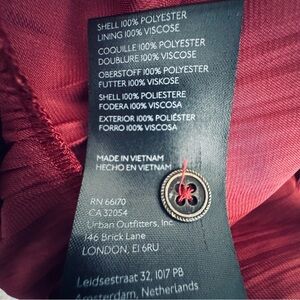 SHELL 100% POLYESTER
LINING 100% VISCOSE
COQUILLE 100% POLYESTER
DOUBLURE 100% VISCOSE
OBERSTOFF 100% POLYESTER
FUTTER 100% VISKOSE
SHELL 100% POLIESTERE
FODERA 100% VISCOSA
EXTERIOR 100% POLIÉSTER
FORRO 100% VISCOSA
MADE IN VIETNAM
HECHO EN VIETNAM
RN 66170
CA 32054
Urban Outfitters, Inc.
146 Brick Lane
LONDON, E1 6RU
Leidsestraat 32, 1017 PB
Amsterdam, Netherlands